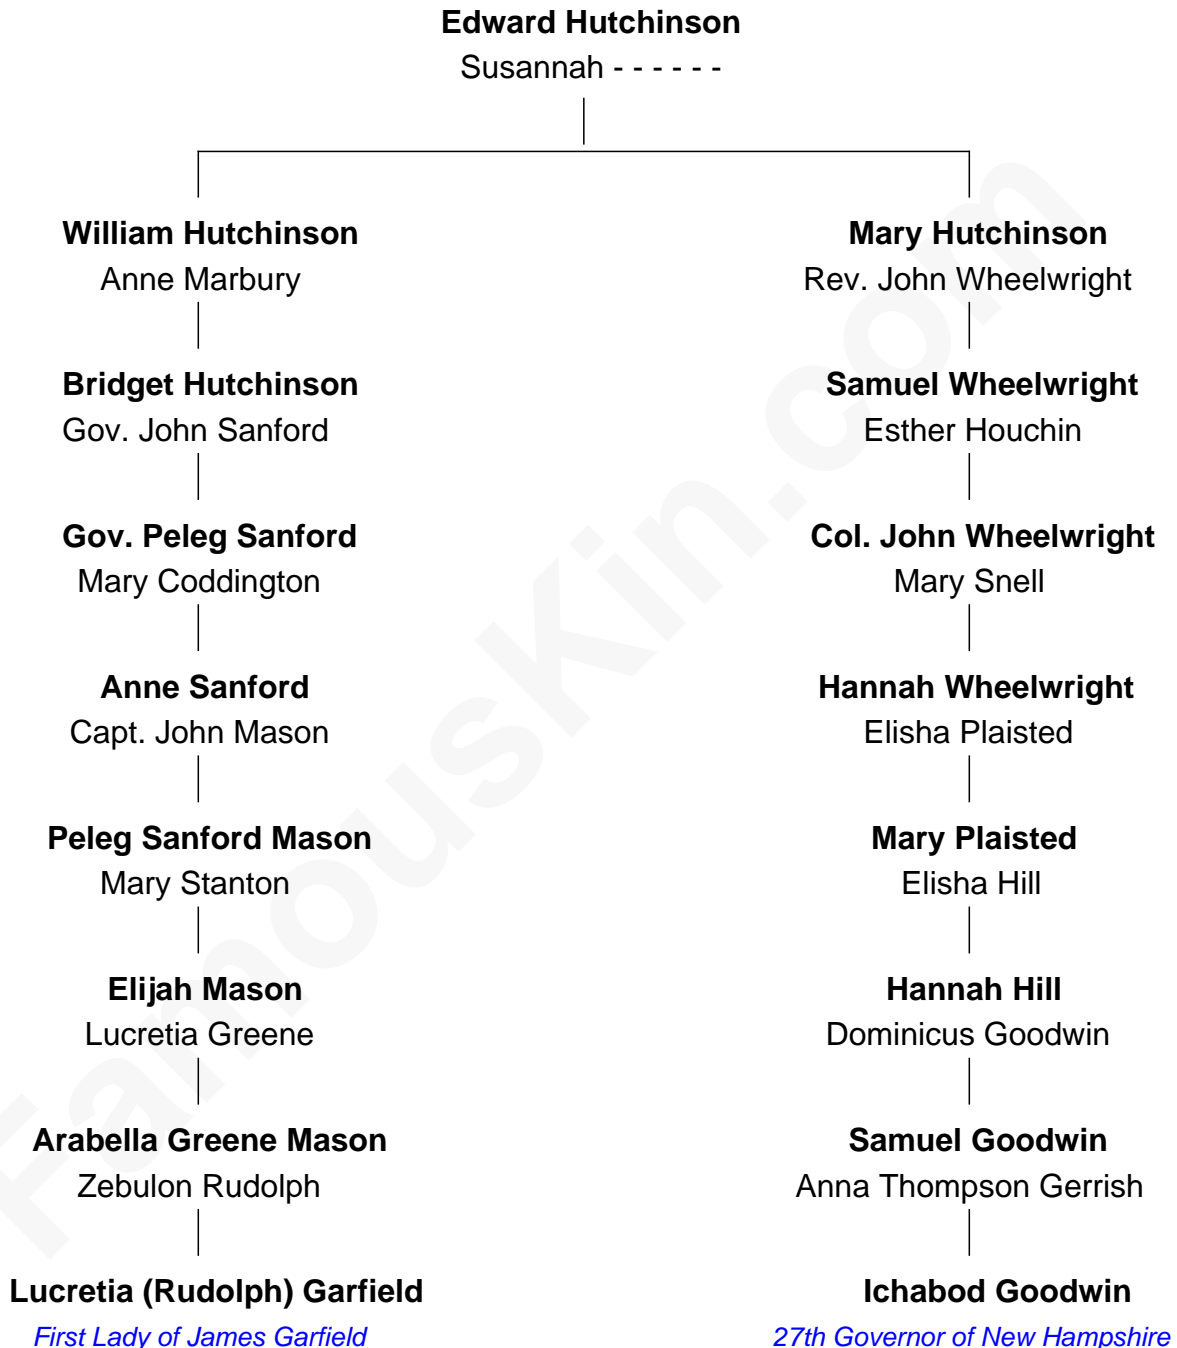 Edward Hutchinson
Susannah - - - - - -
William Hutchinson
Anne Marbury
Bridget Hutchinson
Gov. John Sanford
Gov. Peleg Sanford
Mary Coddington
Anne Sanford
Capt. John Mason
Peleg Sanford Mason
Mary Stanton
Elijah Mason
Lucretia Greene
Arabella Greene Mason
Zebulon Rudolph
Lucretia (Rudolph) Garfield
First Lady of James Garfield
Mary Hutchinson
Rev. John Wheelwright
Samuel Wheelwright
Esther Houchin
Col. John Wheelwright
Mary Snell
Hannah Wheelwright
Elisha Plaisted
Mary Plaisted
Elisha Hill
Hannah Hill
Dominicus Goodwin
Samuel Goodwin
Anna Thompson Gerrish
Ichabod Goodwin
27th Governor of New Hampshire
FamousKin.com